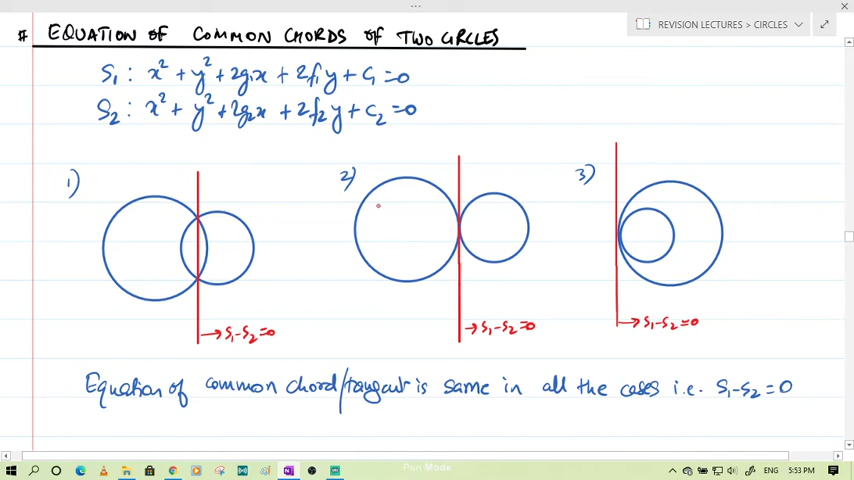 REVISION LECTURES > CIRCLES
# EQUATION OF COMMON CHORDS OF TWO CIRCLES
S₁ : x² + y² + 2g₁x + 2f₁y + C₁ = 0
S₂ : x² + y² + 2g₂x + 2f₂y + C₂ = 0
1)
2)
3)
→ S₁-S₂=0
→ S₁-S₂=0
→ S₁-S₂=0
Equation of common chord/tangent is same in all the cases i.e. S₁-S₂ = 0
Pen Mode
ENG 5:53 PM